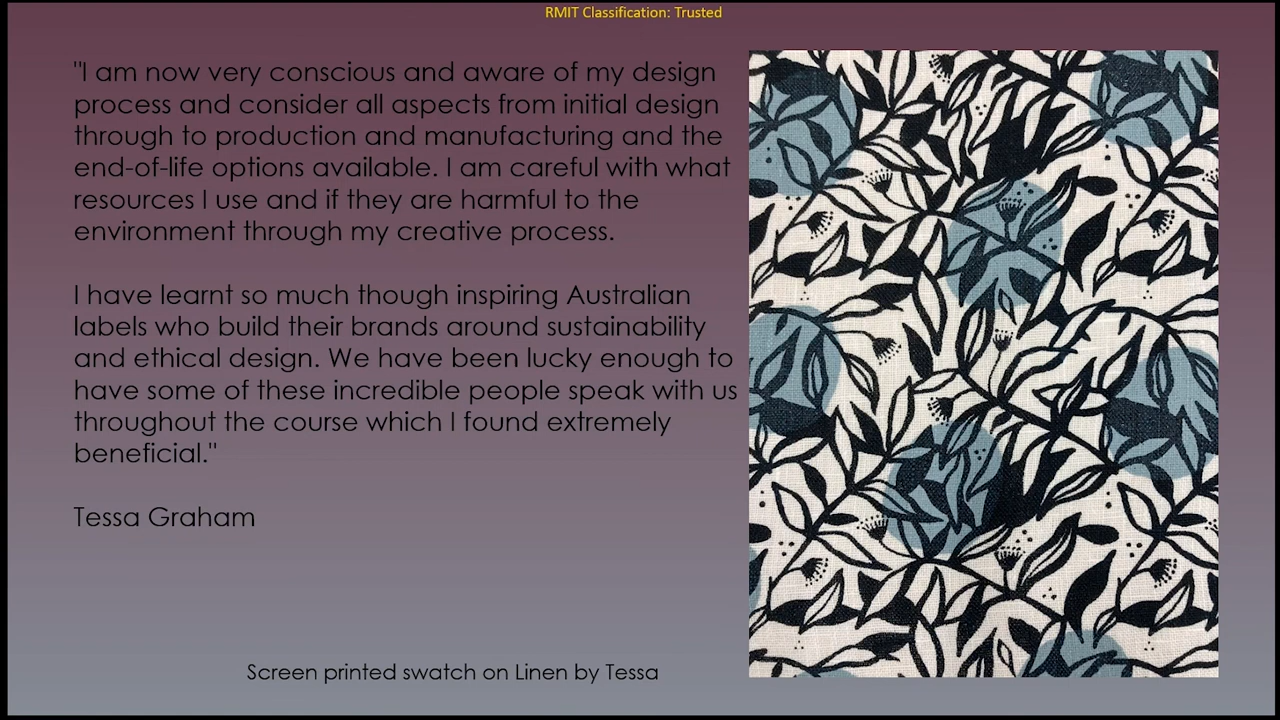 RMIT Classification: Trusted
"I am now very conscious and aware of my design
process and consider all aspects from initial design
through to production and manufacturing and the
end-of-life options available. I am careful with what
resources I use and if they are harmful to the
environment through my creative process.
I have learnt so much though inspiring Australian
labels who build their brands around sustainability
and ethical design. We have been lucky enough to
have some of these incredible people speak with us
throughout the course which I found extremely
beneficial."
Tessa Graham
Screen printed swatch on Linen by Tessa